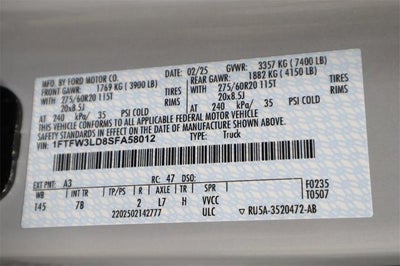 MFD. BY FORD MOTOR CO.
DATE: 02/25 GVWR: 3357 KG (7400 LB)
FRONT GAWR: 1769 KG (3900 LB) REAR GAWR: 1882 KG (4150 LB)
WITH 275/60R20 115T TIRES WITH 275/60R20 115T TIRES
20x8.5J RIMS 20x8.5J RIMS
AT 240 kPa/ 35 PSI COLD AT 240 kPa/ 35 PSI COLD
THIS VEHICLE CONFORMS TO ALL APPLICABLE FEDERAL MOTOR VEHICLE
SAFETY STANDARDS IN EFFECT ON THE DATE OF MANUFACTURE SHOWN ABOVE.
VIN: 1FTFW3LD8SFA58012 TYPE: Truck
EXT PNT: A3 RC: 47 DSO: F0235
WB INT TR TP/PS R AXLE TR SPR T0507
145 7B 2 L7 H VVCC
2202502142777 ULC RU5A-3520472-AB